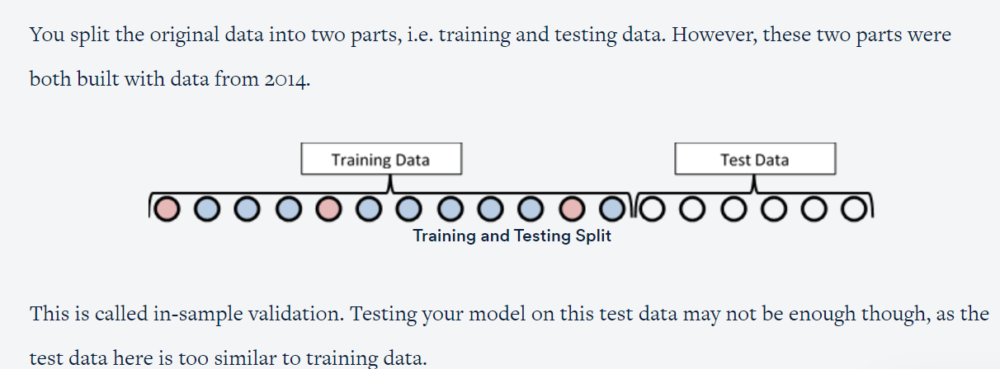 You split the original data into two parts, i.e. training and testing data. However, these two parts were
both built with data from 2014.
Training Data
Test Data
Training and Testing Split
This is called in-sample validation. Testing your model on this test data may not be enough though, as the
test data here is too similar to training data.